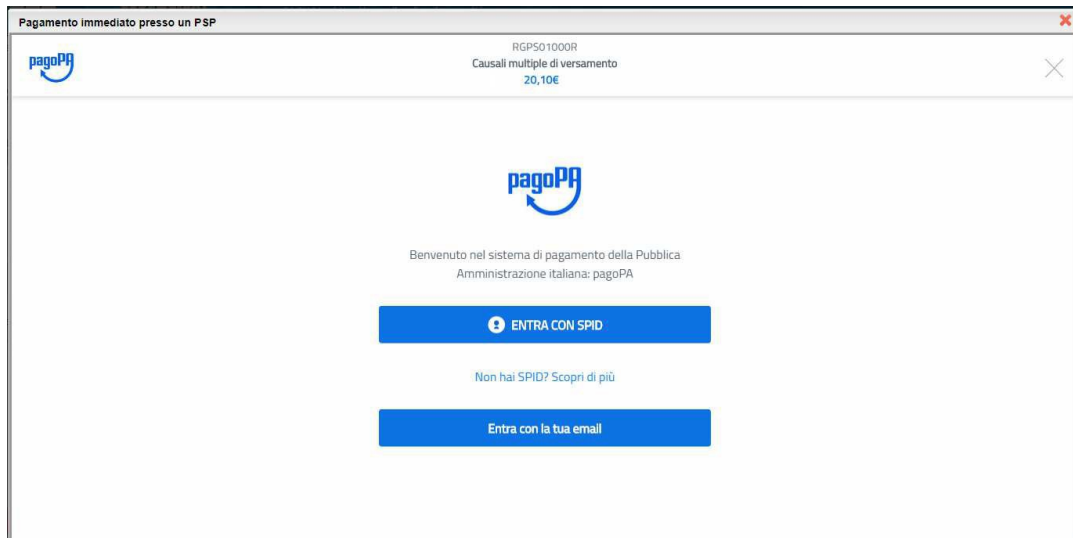 Pagamento immediato presso un PSP
pagoPA
RGPS01000R
Causali multiple di versamento
20,10€
pagoPA
Benvenuto nel sistema di pagamento della Pubblica
Amministrazione italiana: pagoPA
ENTRA CON SPID
Non hai SPID? Scopri di più
Entra con la tua email